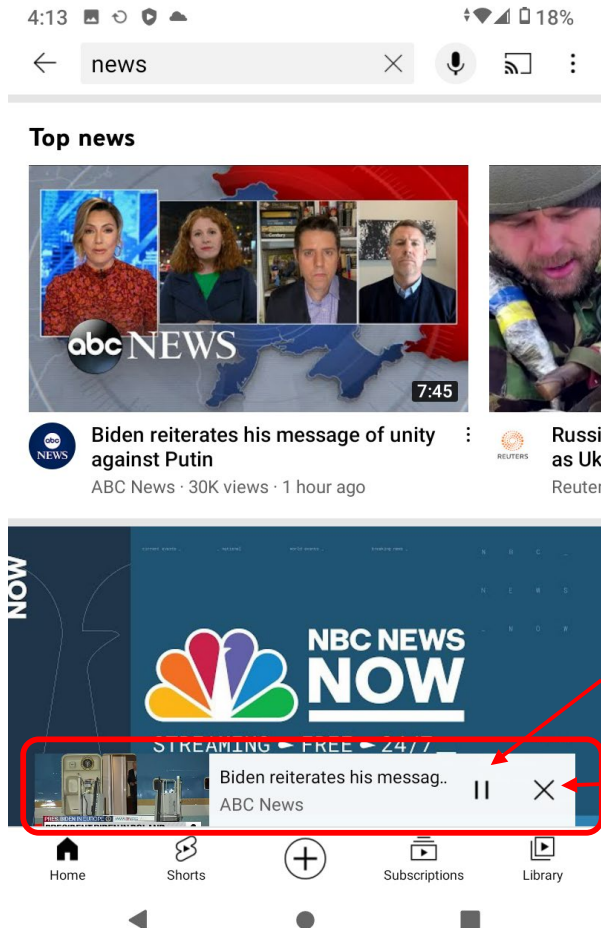 4:13
18%
news
Top news
abc NEWS
7:45
abc
NEWS
Biden reiterates his message of unity
against Putin
ABC News · 30K views · 1 hour ago
REUTERS
Russi
as Uk
Reuter
NOW
NBC NEWS
NOW
STREAMING FREE 24/7
Biden reiterates his messag..
ABC News
Home
Shorts
Subscriptions
Library